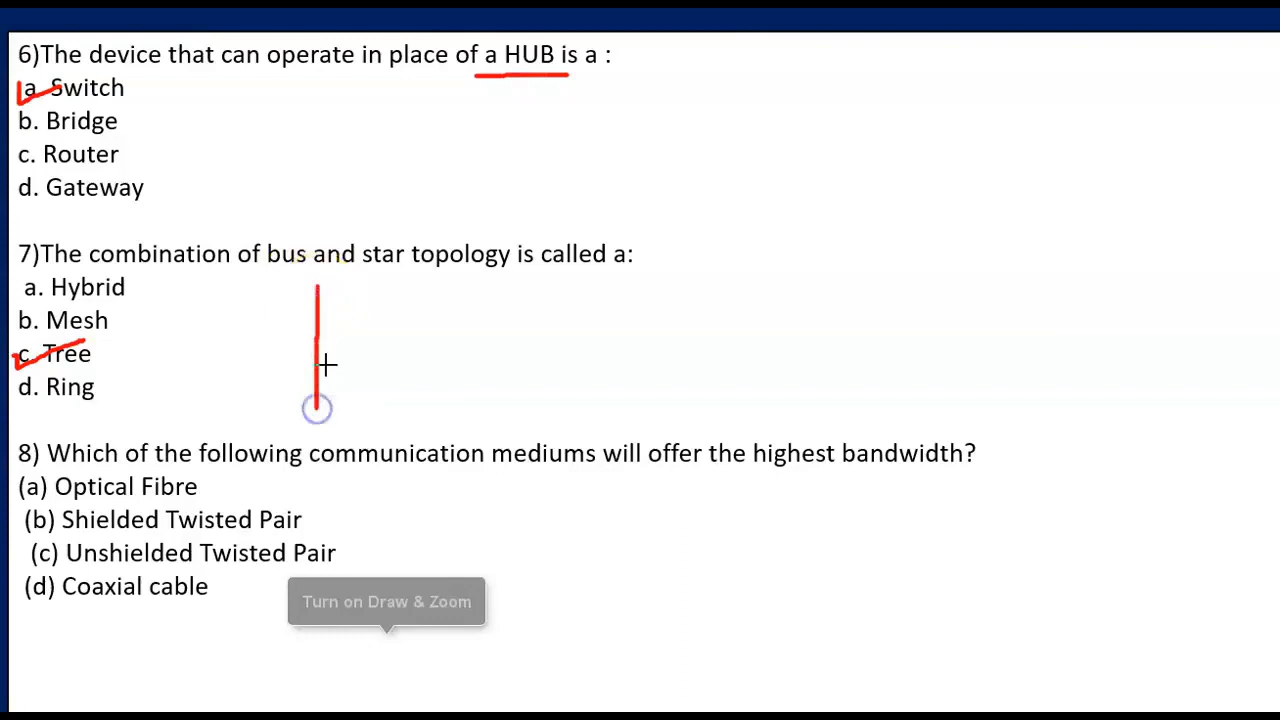 6)The device that can operate in place of a HUB is a :
a. Switch
b. Bridge
c. Router
d. Gateway
7)The combination of bus and star topology is called a:
a. Hybrid
b. Mesh
c. Tree
d. Ring
8) Which of the following communication mediums will offer the highest bandwidth?
(a) Optical Fibre
(b) Shielded Twisted Pair
(c) Unshielded Twisted Pair
(d) Coaxial cable
Turn on Draw & Zoom